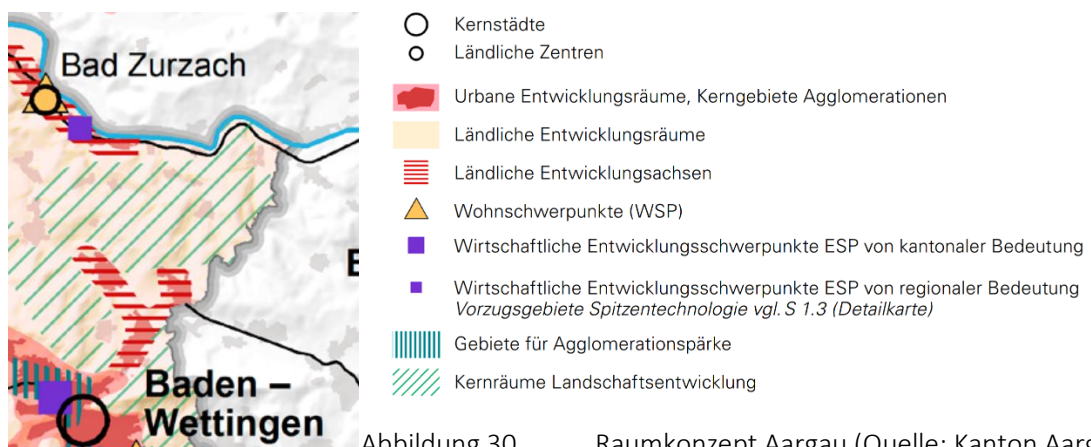 Bad Zurzach
Baden –
Wettingen
Kernstädte
Ländliche Zentren
Urbane Entwicklungsräume, Kerngebiete Agglomerationen
Ländliche Entwicklungsräume
Ländliche Entwicklungsachsen
Wohnschwerpunkte (WSP)
Wirtschaftliche Entwicklungsschwerpunkte ESP von kantonaler Bedeutung
Wirtschaftliche Entwicklungsschwerpunkte ESP von regionaler Bedeutung
Vorzugsgebiete Spitzentechnologie vgl. S 1.3 (Detailkarte)
Gebiete für Agglomerationspärke
Kernräume Landschaftsentwicklung
Abbildung 30 Raumkonzept Aargau (Quelle: Kanton